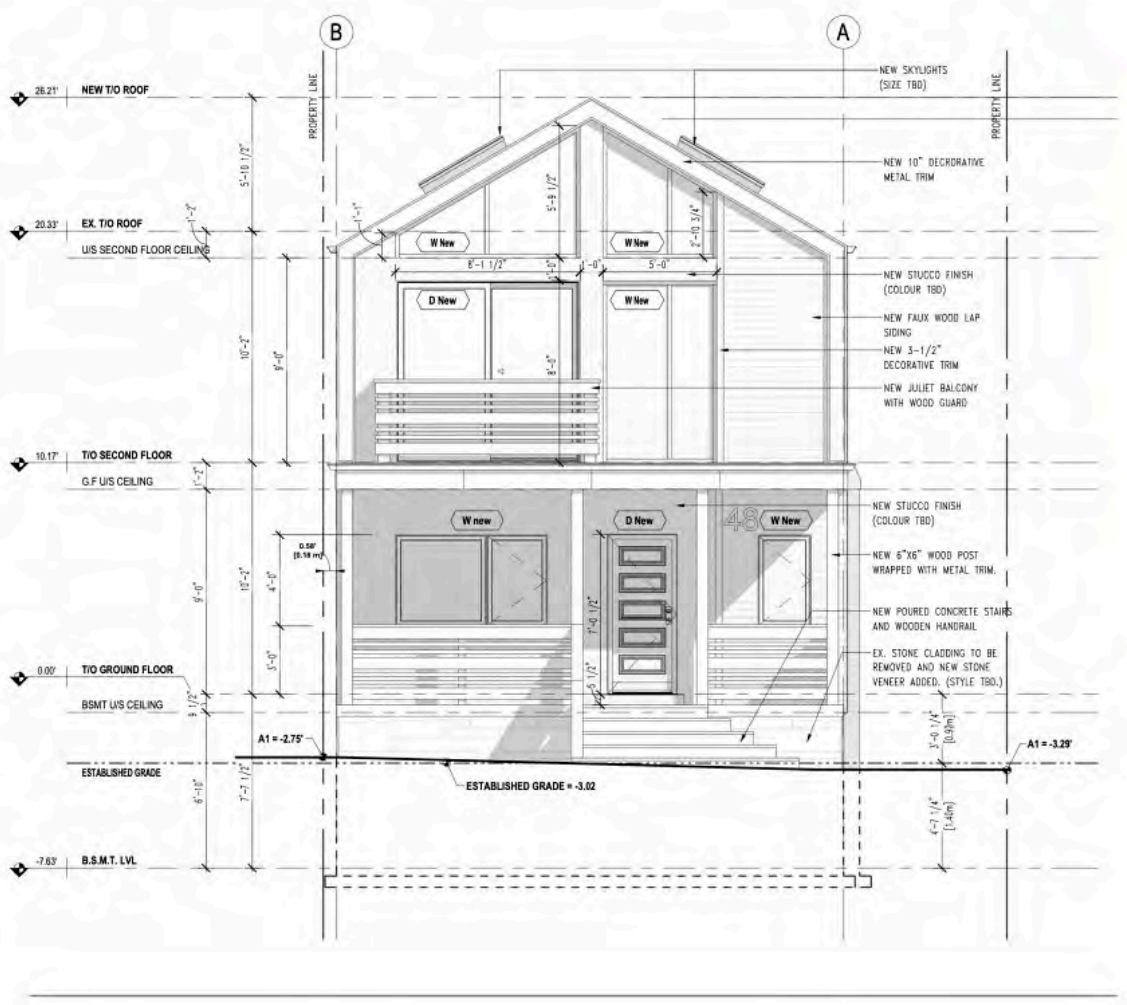 B
A
PROPERTY LINE
PROPERTY LINE
26.21' NEW T/O ROOF
NEW SKYLIGHTS
(SIZE TBD)
5'-10 1/2"
5'-9 1/2"
NEW 10" DECRORATIVE
METAL TRIM
20.33' EX. T/O ROOF
1'-2"
1'-1"
2'-10 3/4"
U/S SECOND FLOOR CEILING
W New
W New
1'-0"
5'-0"
1'-0"
NEW STUCCO FINISH
(COLOUR TBD)
D New
W New
NEW FAUX WOOD LAP
SIDING
10'-2"
9'-0"
8'-0"
NEW 3-1/2"
DECORATIVE TRIM
NEW JULIET BALCONY
WITH WOOD GUARD
10.17' T/O SECOND FLOOR
G.F U/S CEILING
1'-2"
NEW STUCCO FINISH
(COLOUR TBD)
W new
D New
48
W New
0.58'
[0.18 m]
NEW 6"X6" WOOD POST
WRAPPED WITH METAL TRIM.
9'-0"
10'-2"
4'-0"
7'-0 1/2"
NEW POURED CONCRETE STAIRS
AND WOODEN HANDRAIL
3'-0"
EX. STONE CLADDING TO BE
REMOVED AND NEW STONE
VENEER ADDED. (STYLE TBD.)
0.00' T/O GROUND FLOOR
5 1/2"
BSMT U/S CEILING
9 1/2"
A1 = -2.75'
3'-0 1/4"
[0.92m]
A1 = -3.29'
ESTABLISHED GRADE
ESTABLISHED GRADE = -3.02
6'-10"
7'-7 1/2"
4'-7 1/4"
[1.40m]
-7.63' B.S.M.T. LVL